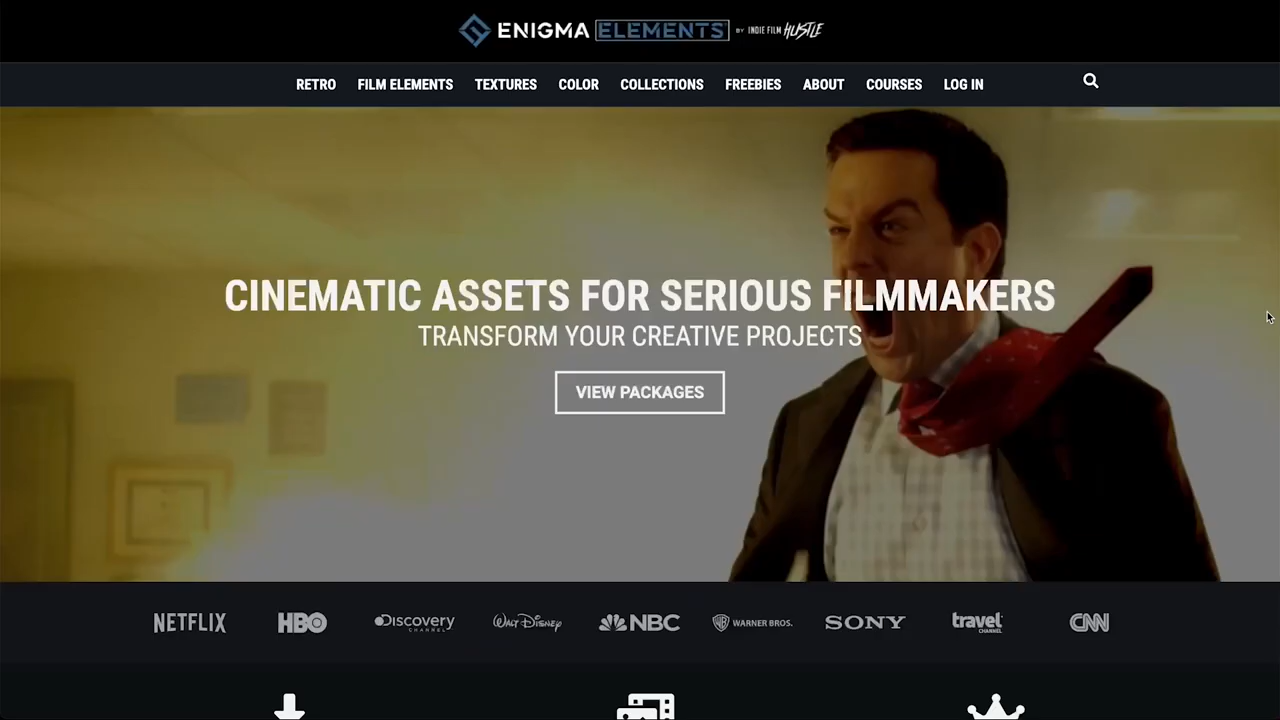 ENIGMA ELEMENTS BY INDIE FILM HUSTLE
RETRO FILM ELEMENTS TEXTURES COLOR COLLECTIONS FREEBIES ABOUT COURSES LOG IN
CINEMATIC ASSETS FOR SERIOUS FILMMAKERS
TRANSFORM YOUR CREATIVE PROJECTS
VIEW PACKAGES
NETFLIX HBO Discovery CHANNEL WALT DISNEY NBC WB WARNER BROS. SONY travel CHANNEL CNN